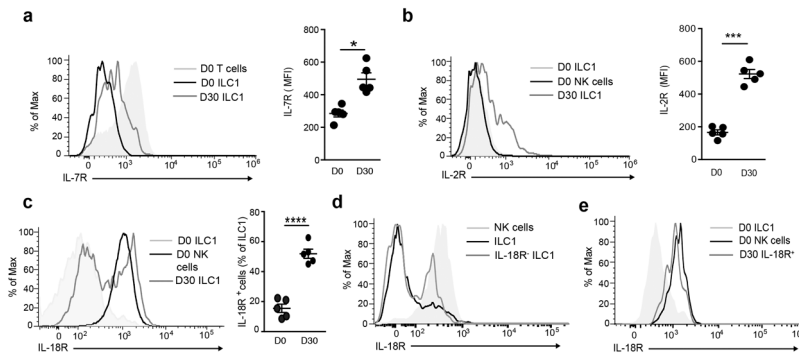 a
% of Max
100
80
60
40
20
0
0
10³
10⁴
10⁵
10⁶
IL-7R
D0 T cells
D0 ILC1
D30 ILC1
IL-7R ( MFI)
800
600
400
200
0
*
D0 D30
b
% of Max
100
80
60
40
20
0
0
10³
10⁴
10⁵
10⁶
IL-2R
D0 ILC1
D0 NK cells
D30 ILC1
IL-2R (MFI)
800
600
400
200
0
***
D0 D30
c
% of Max
100
80
60
40
20
0
10²
10³
10⁴
10⁵
IL-18R
D0 ILC1
D0 NK
cells
D30 ILC1
IL-18R + cells (% of ILC1)
80
60
40
20
0
****
D0 D30
d
% of Max
100
80
60
40
20
0
-10²
10²
10³
10⁴
10⁵
IL-18R
NK cells
ILC1
IL-18R⁻ ILC1
e
% of Max
100
80
60
40
20
0
0
10³
10⁴
10⁵
IL-18R
D0 ILC1
D0 NK cells
D30 IL-18R⁺